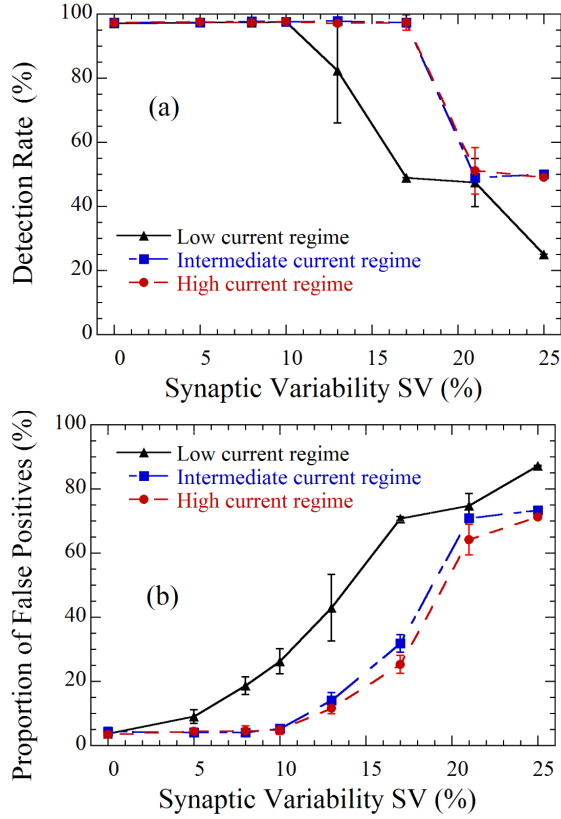 100
80
60
40
20
0
Detection Rate (%)
(a)
Low current regime
Intermediate current regime
High current regime
0 5 10 15 20 25
Synaptic Variability SV (%)
100
80
60
40
20
0
Proportion of False Positives (%)
Low current regime
Intermediate current regime
High current regime
(b)
0 5 10 15 20 25
Synaptic Variability SV (%)